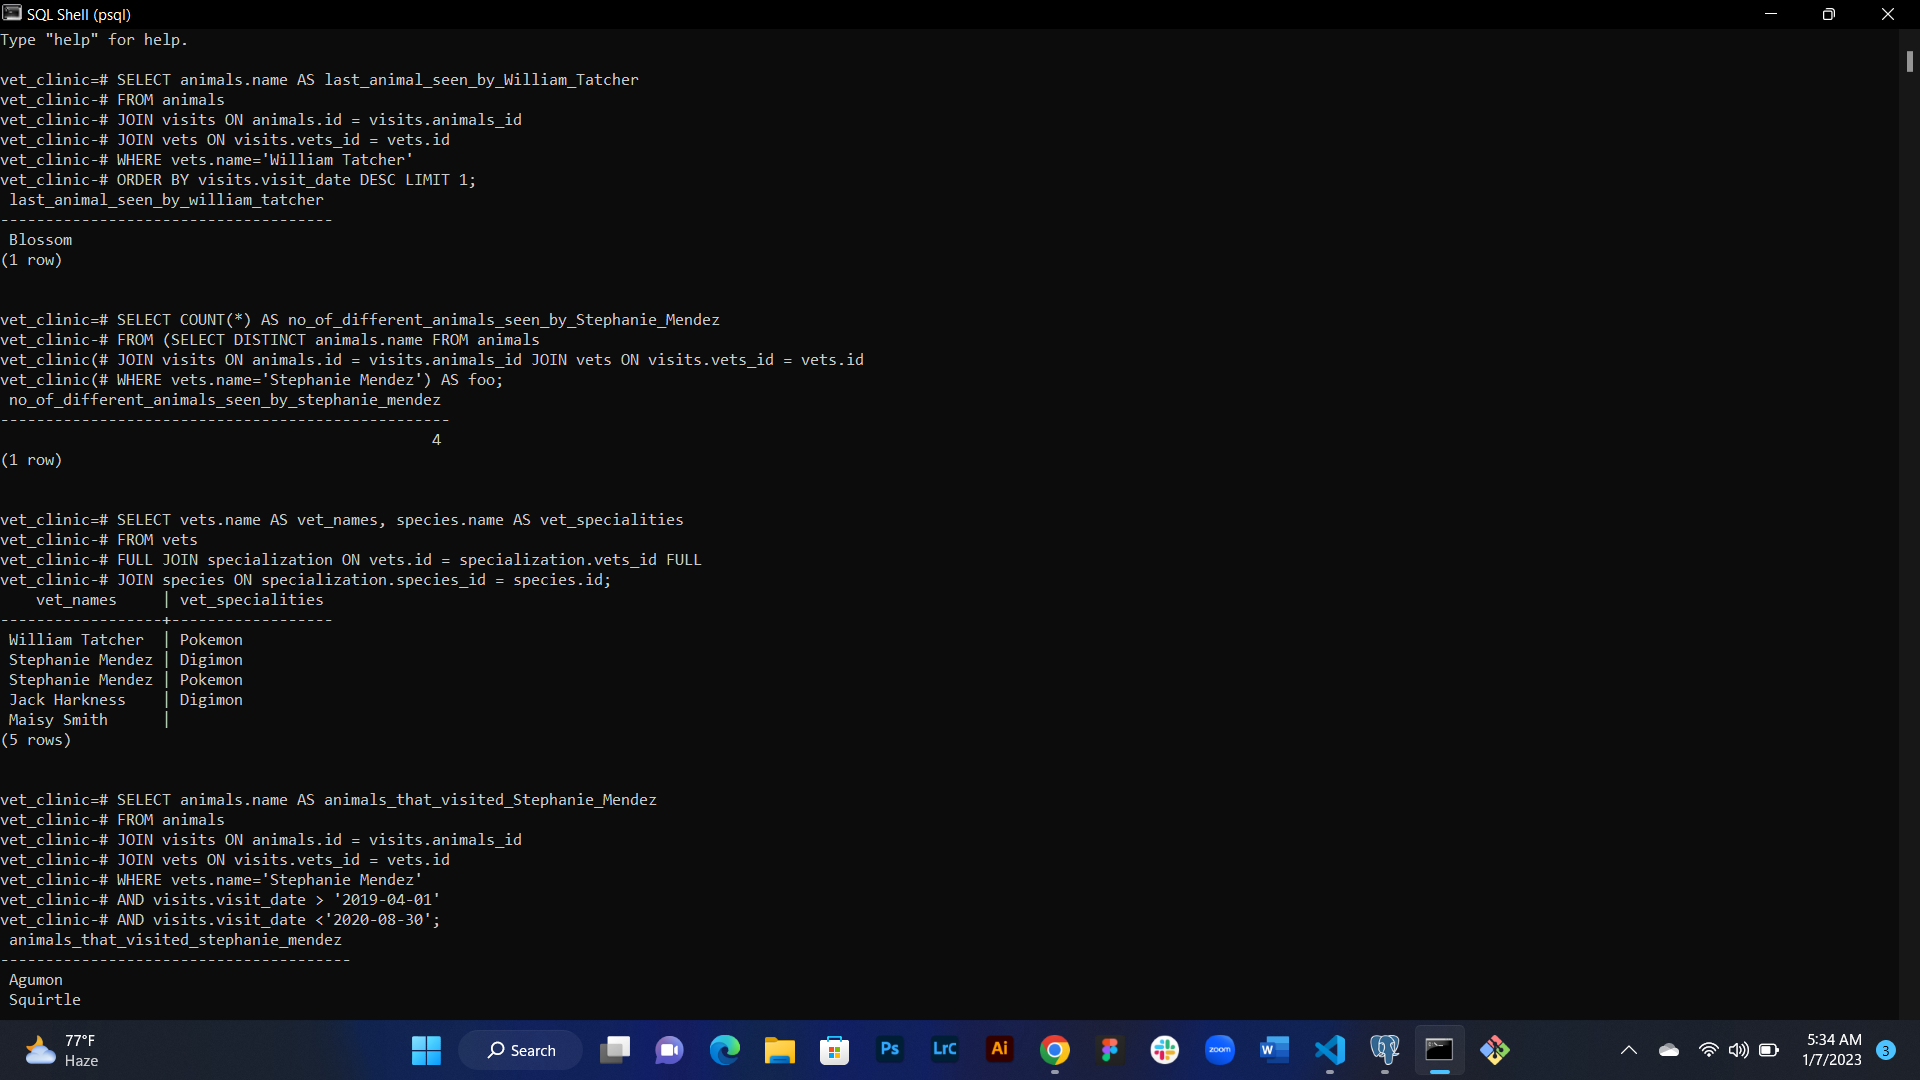 SQL Shell (psql)
Type "help" for help.
vet_clinic=# SELECT animals.name AS last_animal_seen_by_William_Tatcher
vet_clinic-# FROM animals
vet_clinic-# JOIN visits ON animals.id = visits.animals_id
vet_clinic-# JOIN vets ON visits.vets_id = vets.id
vet_clinic-# WHERE vets.name='William Tatcher'
vet_clinic-# ORDER BY visits.visit_date DESC LIMIT 1;
 last_animal_seen_by_william_tatcher
-------------------------------------
 Blossom
(1 row)
vet_clinic=# SELECT COUNT(*) AS no_of_different_animals_seen_by_Stephanie_Mendez
vet_clinic-# FROM (SELECT DISTINCT animals.name FROM animals
vet_clinic(# JOIN visits ON animals.id = visits.animals_id JOIN vets ON visits.vets_id = vets.id
vet_clinic(# WHERE vets.name='Stephanie Mendez') AS foo;
 no_of_different_animals_seen_by_stephanie_mendez
--------------------------------------------------
                                                4
(1 row)
vet_clinic=# SELECT vets.name AS vet_names, species.name AS vet_specialities
vet_clinic-# FROM vets
vet_clinic-# FULL JOIN specialization ON vets.id = specialization.vets_id FULL
vet_clinic-# JOIN species ON specialization.species_id = species.id;
    vet_names     | vet_specialities
------------------+------------------
 William Tatcher  | Pokemon
 Stephanie Mendez | Digimon
 Stephanie Mendez | Pokemon
 Jack Harkness    | Digimon
 Maisy Smith      |
(5 rows)
vet_clinic=# SELECT animals.name AS animals_that_visited_Stephanie_Mendez
vet_clinic-# FROM animals
vet_clinic-# JOIN visits ON animals.id = visits.animals_id
vet_clinic-# JOIN vets ON visits.vets_id = vets.id
vet_clinic-# WHERE vets.name='Stephanie Mendez'
vet_clinic-# AND visits.visit_date > '2019-04-01'
vet_clinic-# AND visits.visit_date <'2020-08-30';
 animals_that_visited_stephanie_mendez
---------------------------------------
 Agumon
 Squirtle
77°F
Haze
Search
Ps
LrC
Ai
zoom
W
5:34 AM
1/7/2023
3